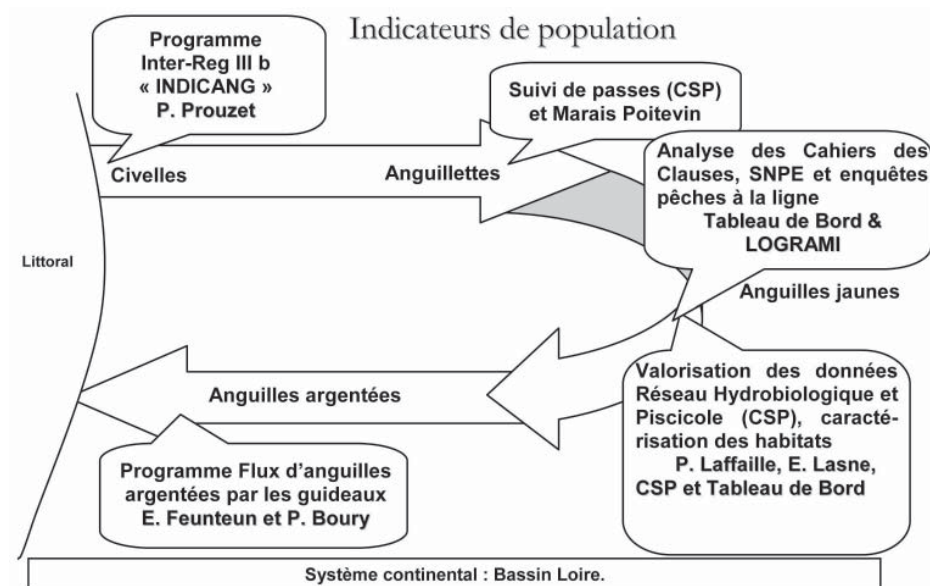 Indicateurs de population
Programme
Inter-Reg III b
« INDICANG »
P. Prouzet
Suivi de passes (CSP)
et Marais Poitevin
Civelles
Anguillettes
Analyse des Cahiers des
Clauses, SNPE et enquêtes
pêches à la ligne
Tableau de Bord &
LOGRAMI
Littoral
Anguilles jaunes
Anguilles argentées
Valorisation des données
Réseau Hydrobiologique et
Piscicole (CSP), caracté-
risation des habitats
P. Laffaille, E. Lasne,
CSP et Tableau de Bord
Programme Flux d'anguilles
argentées par les guideaux
E. Feunteun et P. Boury
Système continental : Bassin Loire.